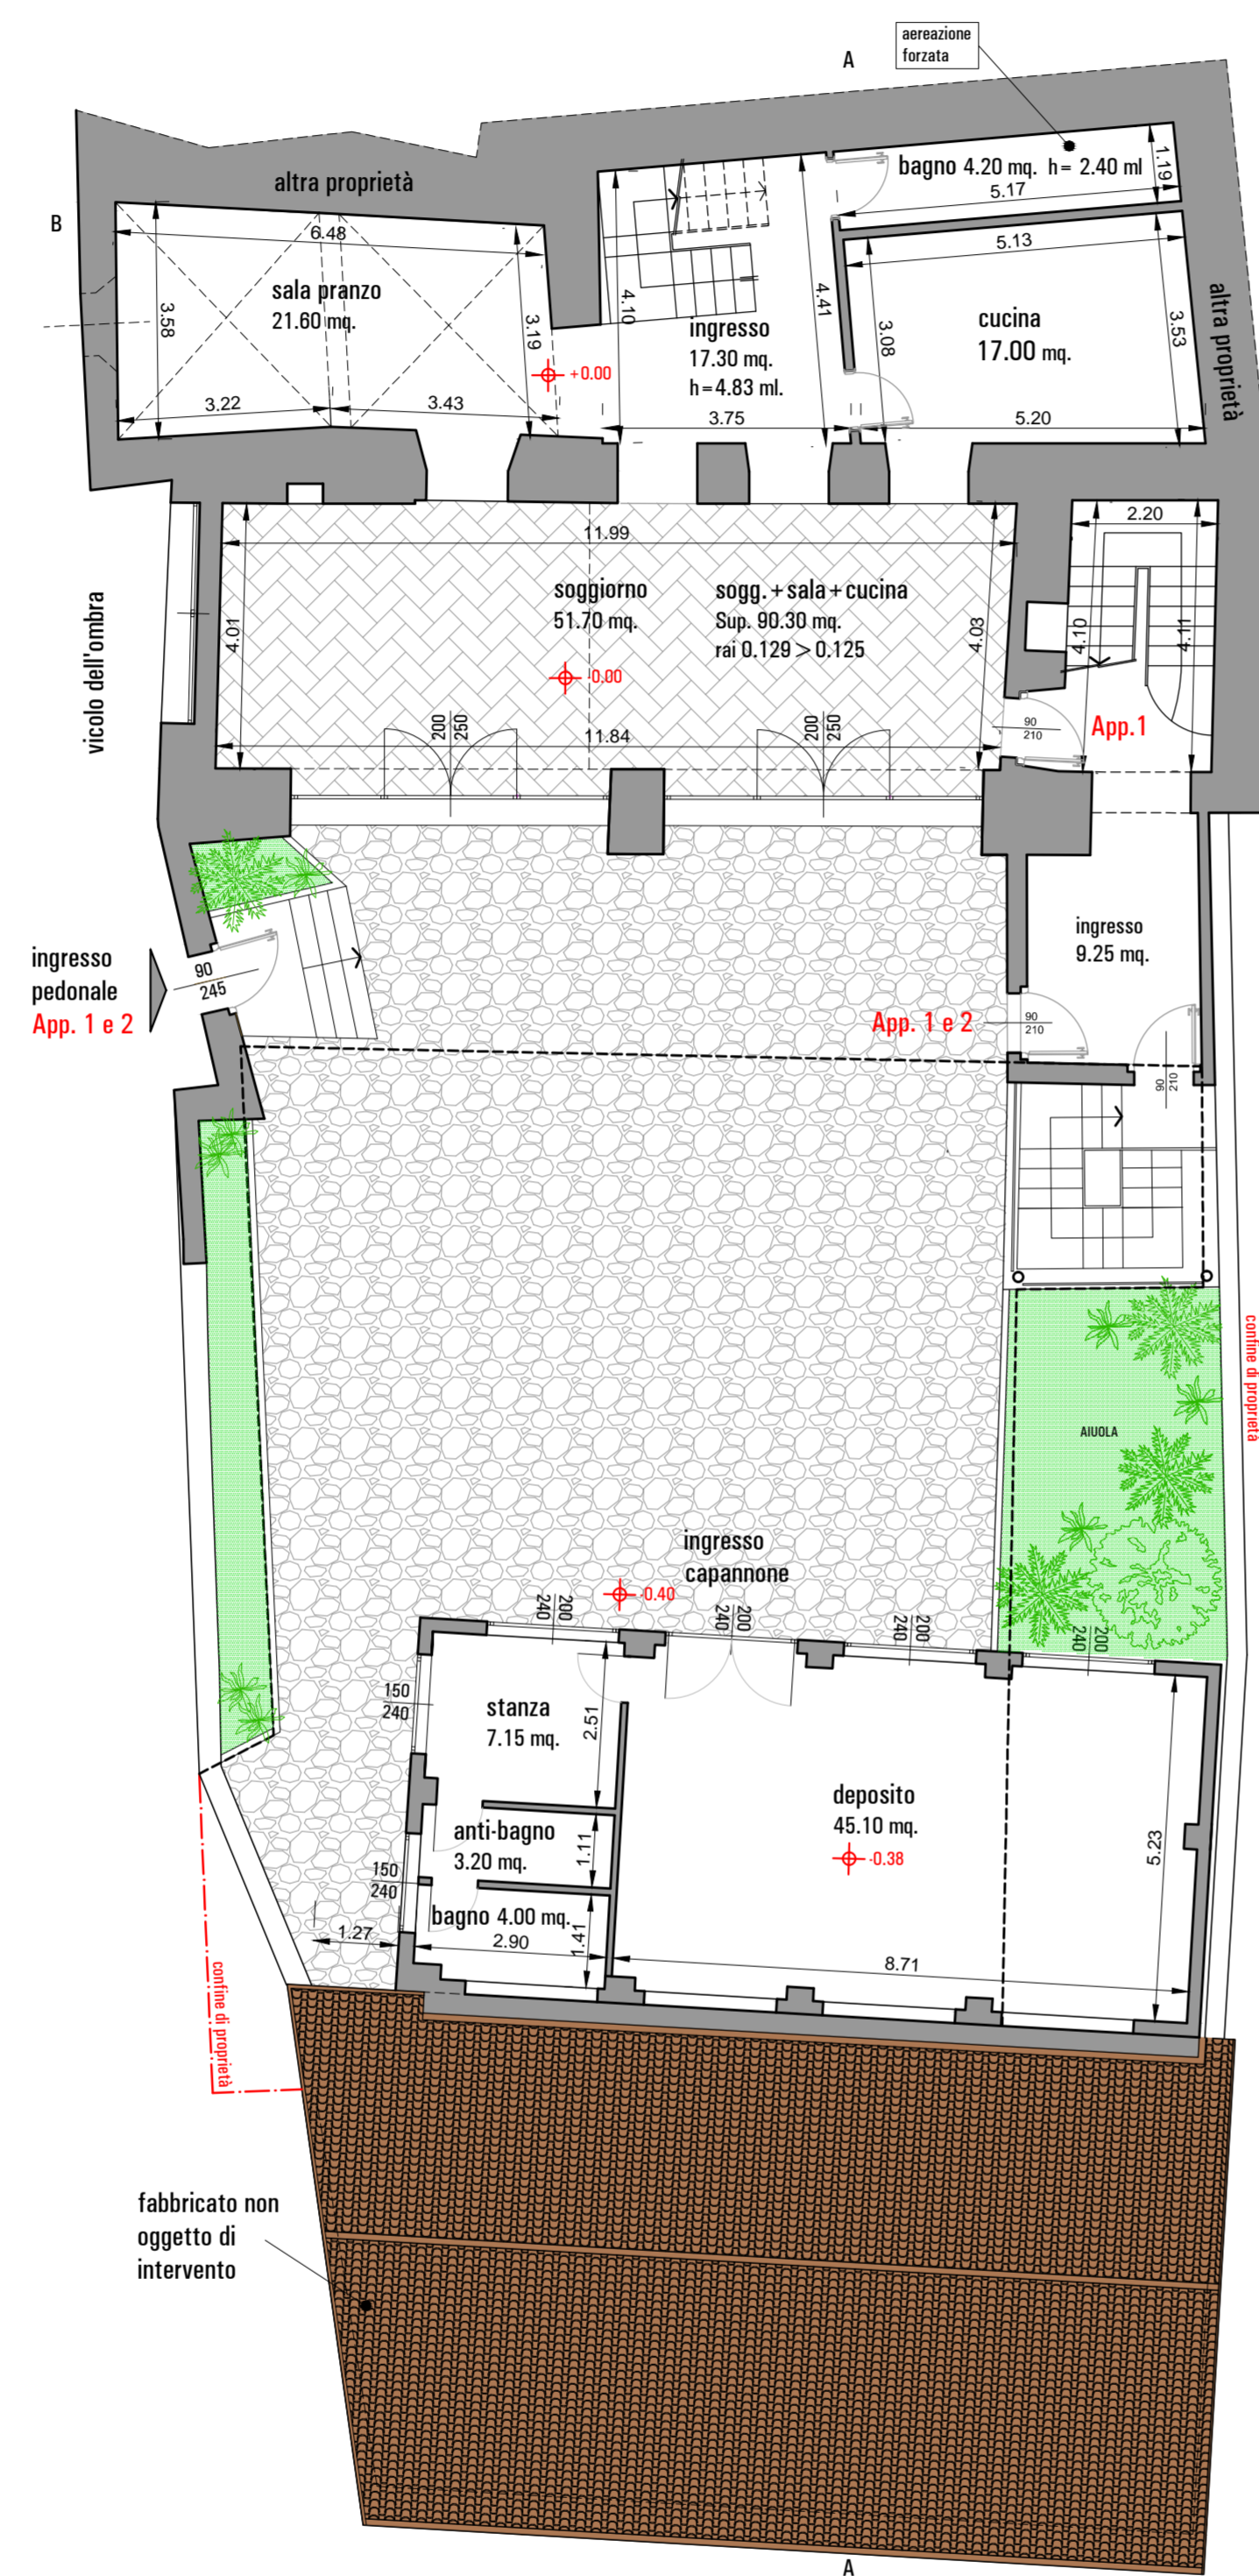 aereazione
forzata
A
B
altra proprietà
bagno 4.20 mq. h= 2.40 ml
5.17
1.19
6.48
sala pranzo
21.60 mq.
3.58
3.19
3.22
3.43
+0.00
4.10
4.41
ingresso
17.30 mq.
h=4.83 ml.
3.75
5.13
cucina
17.00 mq.
3.08
3.53
5.20
altra proprietà
11.99
2.20
soggiorno
51.70 mq.
sogg.+sala+cucina
Sup. 90.30 mq.
rai 0.129 > 0.125
4.01
4.03
4.10
4.11
vicolo dell'ombra
0.00
200
250
200
250
11.84
90
210
App.1
ingresso
9.25 mq.
ingresso
pedonale
App. 1 e 2
90
245
App. 1 e 2
90
210
90
210
confine di proprietà
AIUOLA
ingresso
capannone
-0.40
240
200
240
200
240
200
240
200
150
240
stanza
7.15 mq.
2.51
deposito
45.10 mq.
-0.38
5.23
anti-bagno
3.20 mq.
1.11
150
240
bagno 4.00 mq.
1.41
1.27
2.90
8.71
confine di proprietà
fabbricato non
oggetto di
intervento
A